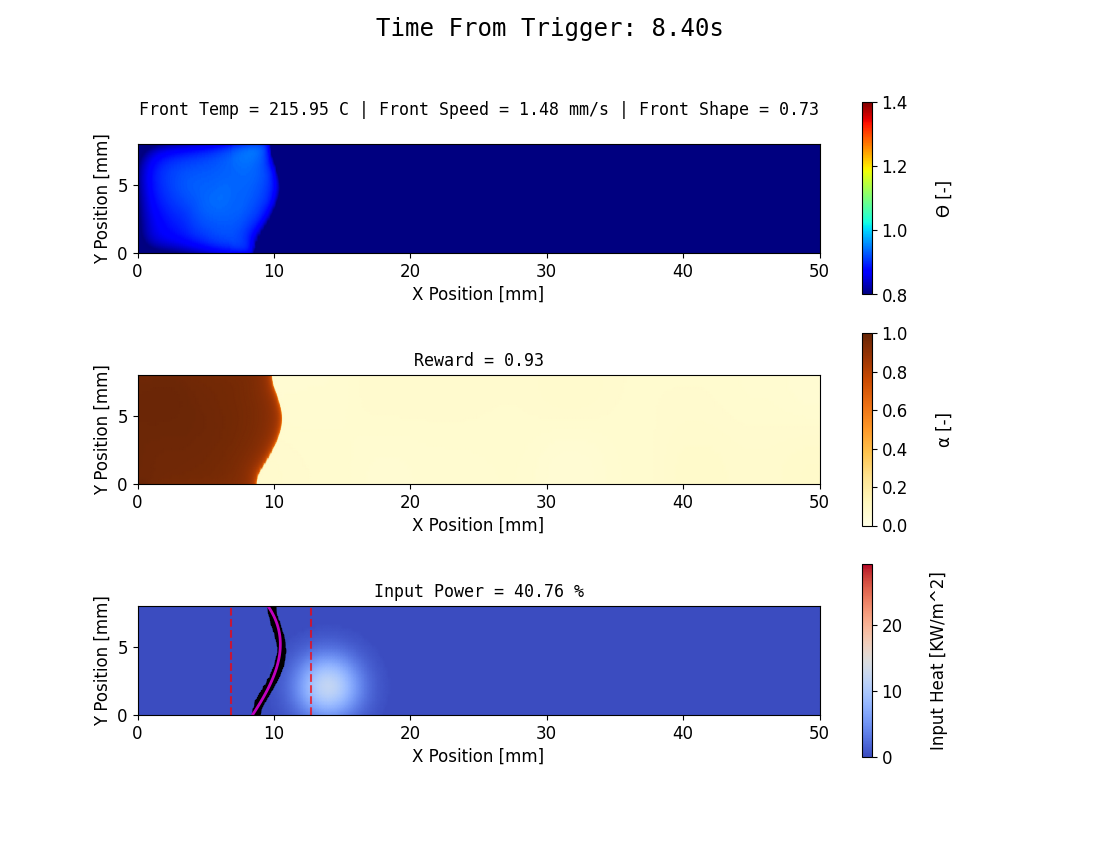 Time From Trigger: 8.40s
Front Temp = 215.95 C | Front Speed = 1.48 mm/s | Front Shape = 0.73
Y Position [mm]
5
0
0 10 20 30 40 50
X Position [mm]
1.4
1.2
1.0
0.8
Θ [-]
Reward = 0.93
Y Position [mm]
5
0
0 10 20 30 40 50
X Position [mm]
1.0
0.8
0.6
0.4
0.2
0.0
α [-]
Input Power = 40.76 %
Y Position [mm]
5
0
0 10 20 30 40 50
X Position [mm]
20
10
0
Input Heat [KW/m^2]